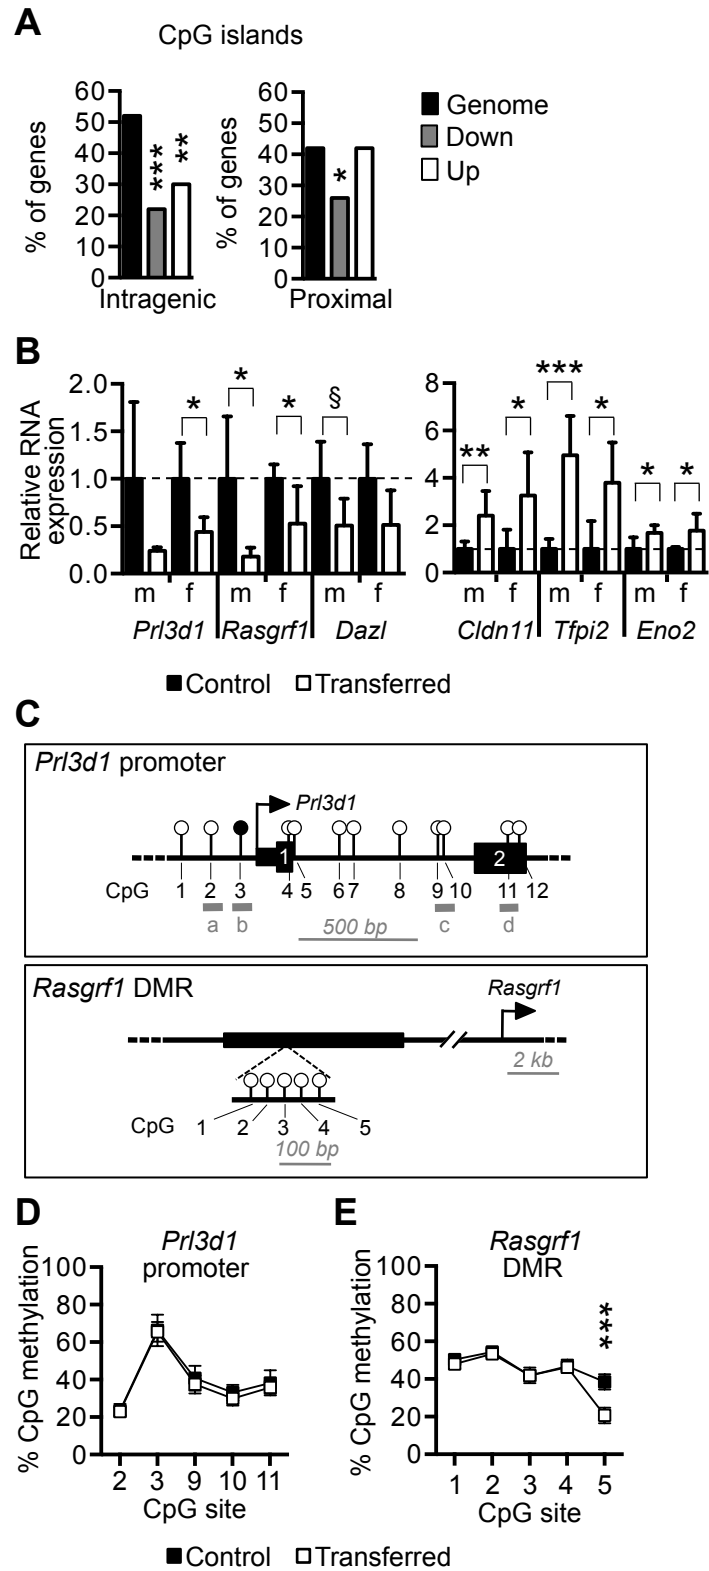 A
CpG islands
% of genes
60
50
40
30
20
10
0
***
**
Intragenic
% of genes
60
50
40
30
20
10
0
*
Proximal
Genome
Down
Up
B
Relative RNA
expression
2.0
1.5
1.0
0.5
0.0
*
*
*
§
m f m f m f
Prl3d1 Rasgrf1 Dazl
8
6
4
2
0
**
*
***
*
*
*
m f m f m f
Cldn11 Tfpi2 Eno2
Control Transferred
C
Prl3d1 promoter
Prl3d1
1
2
CpG 1 2 3 4 5 6 7 8 9 10 11 12
a b c d
500 bp
Rasgrf1 DMR
Rasgrf1
2 kb
CpG 1 2 3 4 5
100 bp
D
Prl3d1
promoter
% CpG methylation
100
80
60
40
20
0
2 3 9 10 11
CpG site
E
Rasgrf1
DMR
% CpG methylation
100
80
60
40
20
0
***
1 2 3 4 5
CpG site
Control Transferred